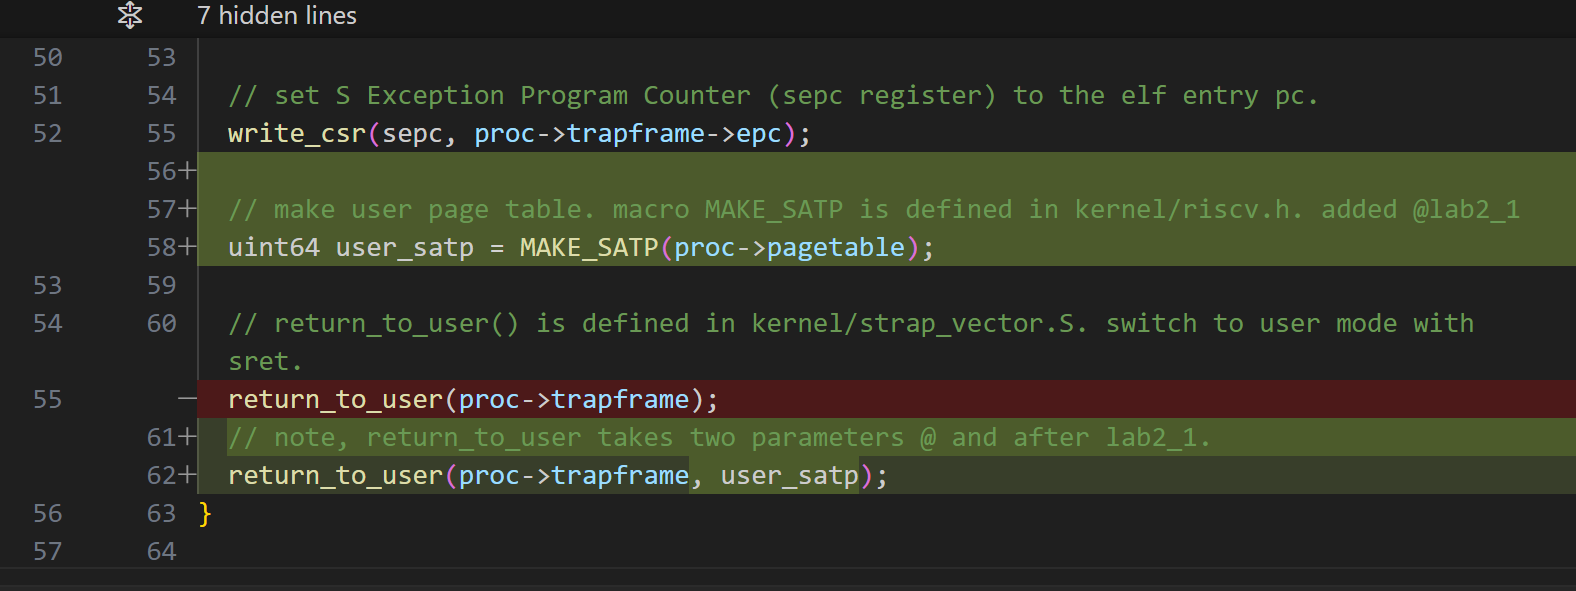 7 hidden lines
50 53
51 54 // set S Exception Program Counter (sepc register) to the elf entry pc.
52 55 write_csr(sepc, proc->trapframe->epc);
56+
57+ // make user page table. macro MAKE_SATP is defined in kernel/riscv.h. added @lab2_1
58+ uint64 user_satp = MAKE_SATP(proc->pagetable);
53 59
54 60 // return_to_user() is defined in kernel/strap_vector.S. switch to user mode with
sret.
55 — return_to_user(proc->trapframe);
61+ // note, return_to_user takes two parameters @ and after lab2_1.
62+ return_to_user(proc->trapframe, user_satp);
56 63 }
57 64